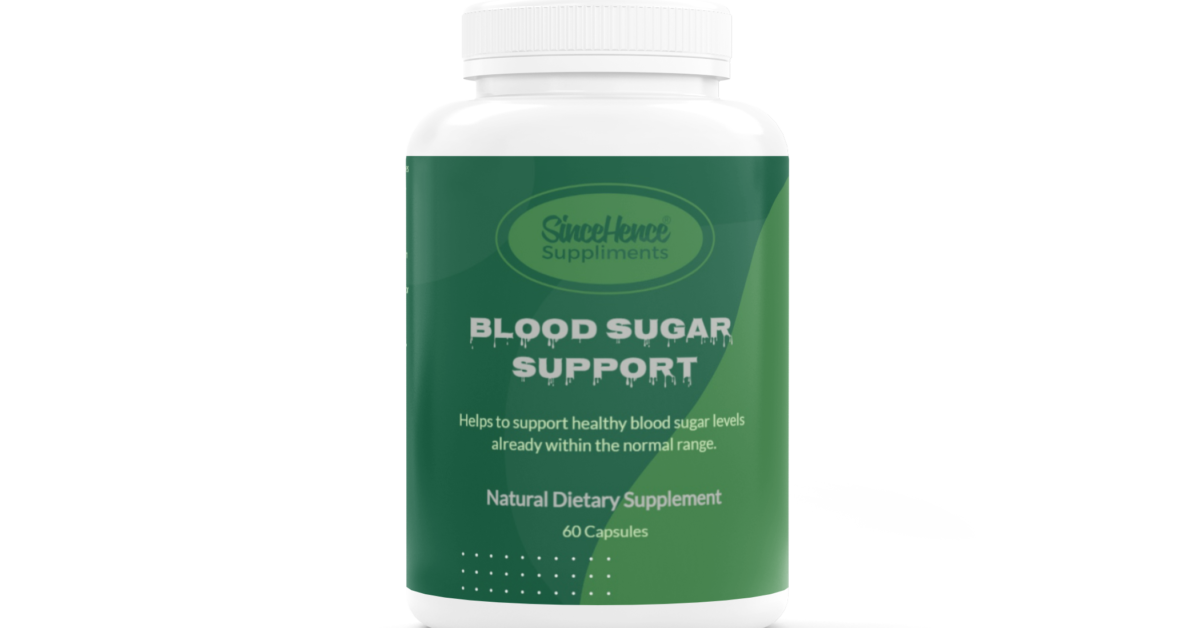 SinceHence®
Suppliments
BLOOD SUGAR
SUPPORT
Helps to support healthy blood sugar levels
already within the normal range.
Natural Dietary Supplement
60 Capsules